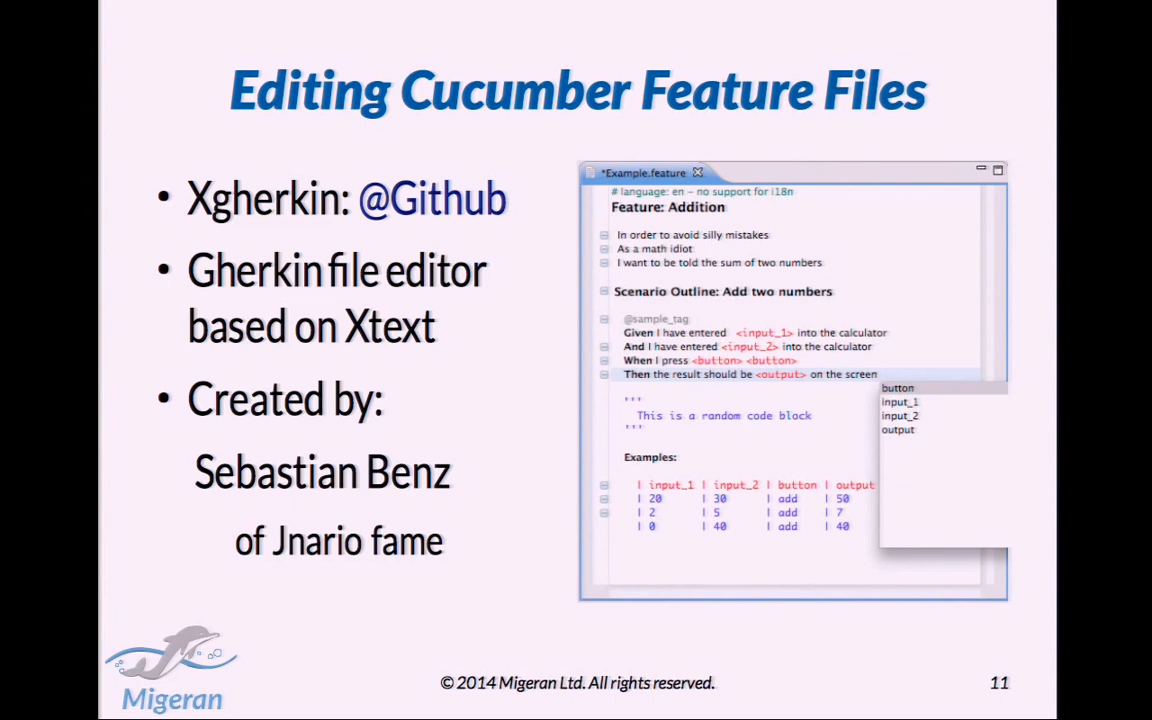 Editing Cucumber Feature Files
• Xgherkin: @Github
• Gherkin file editor
based on Xtext
• Created by:
Sebastian Benz
of Jnario fame
*Example.feature
# language: en - no support for i18n
Feature: Addition
In order to avoid silly mistakes
As a math idiot
I want to be told the sum of two numbers
Scenario Outline: Add two numbers
@sample_tag
Given I have entered <input_1> into the calculator
And I have entered <input_2> into the calculator
When I press <button> <button>
Then the result should be <output> on the screen
button
input_1
input_2
output
'''
This is a random code block
'''
Examples:
| input_1 | input_2 | button | output
| 20 | 30 | add | 50
| 2 | 5 | add | 7
| 0 | 40 | add | 40
Migeran
© 2014 Migeran Ltd. All rights reserved.
11